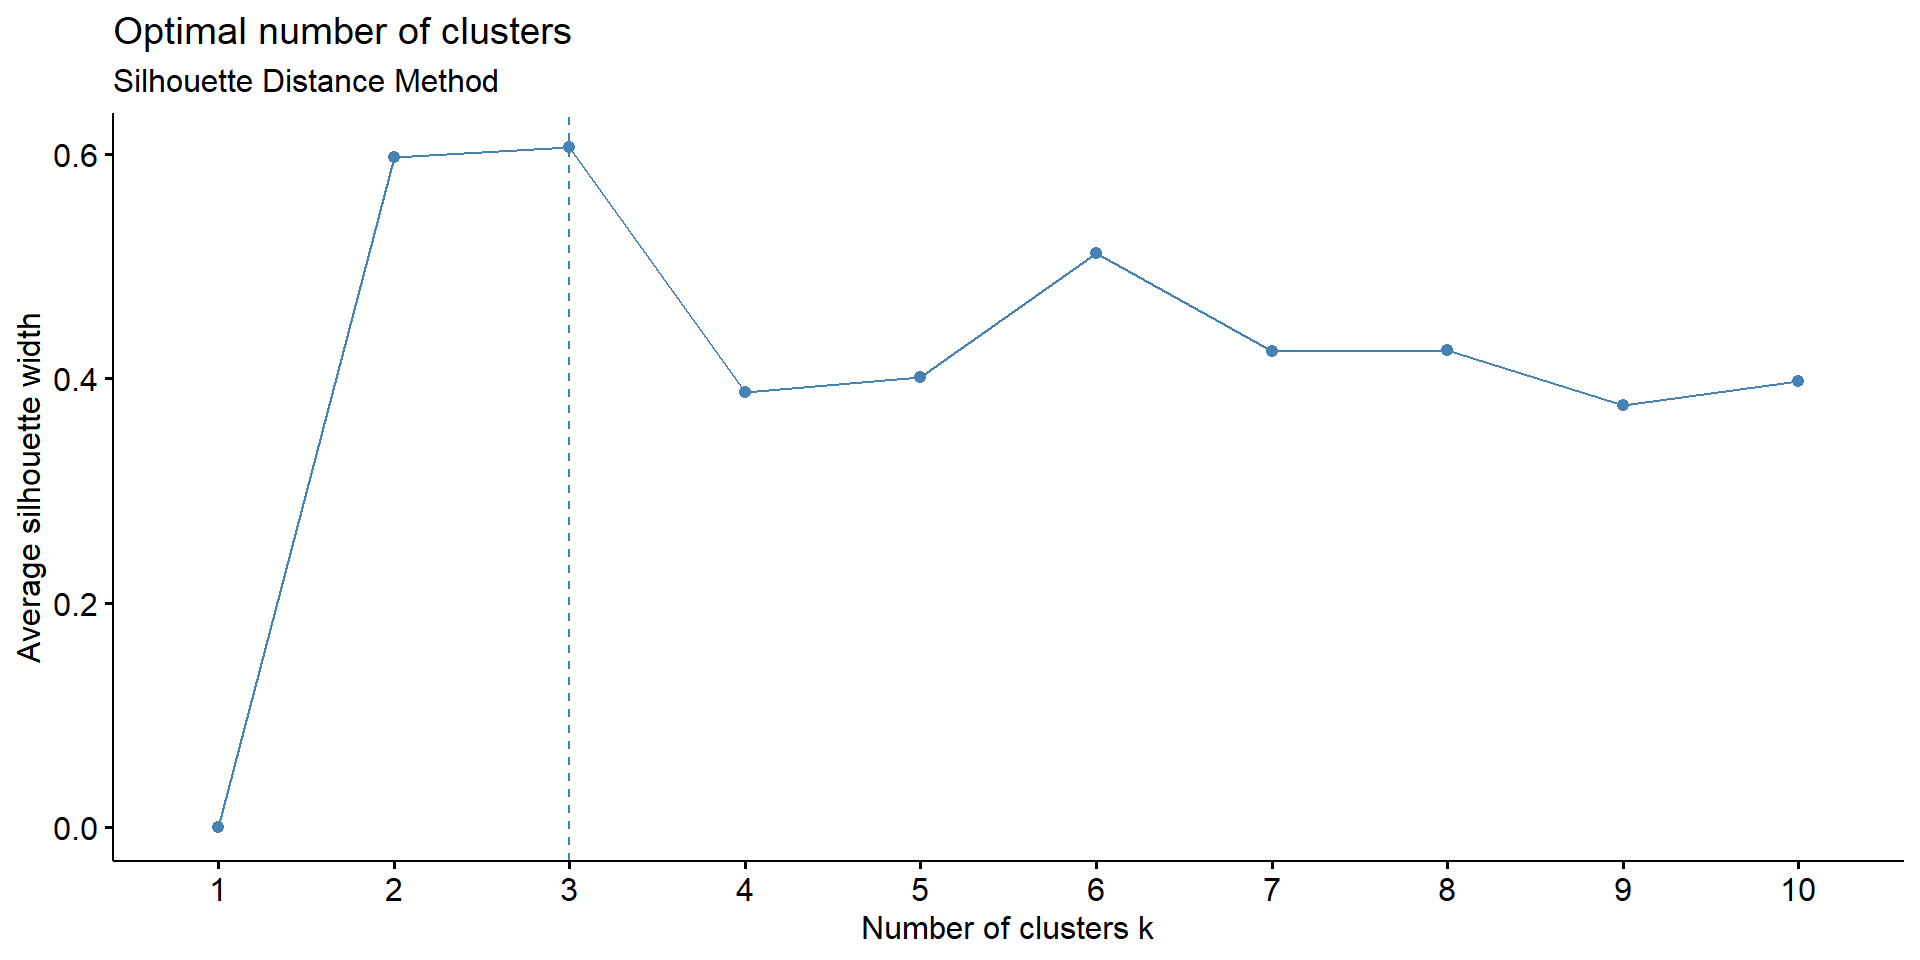 Optimal number of clusters
Silhouette Distance Method
Average silhouette width
0.6
0.4
0.2
0.0
1 2 3 4 5 6 7 8 9 10
Number of clusters k